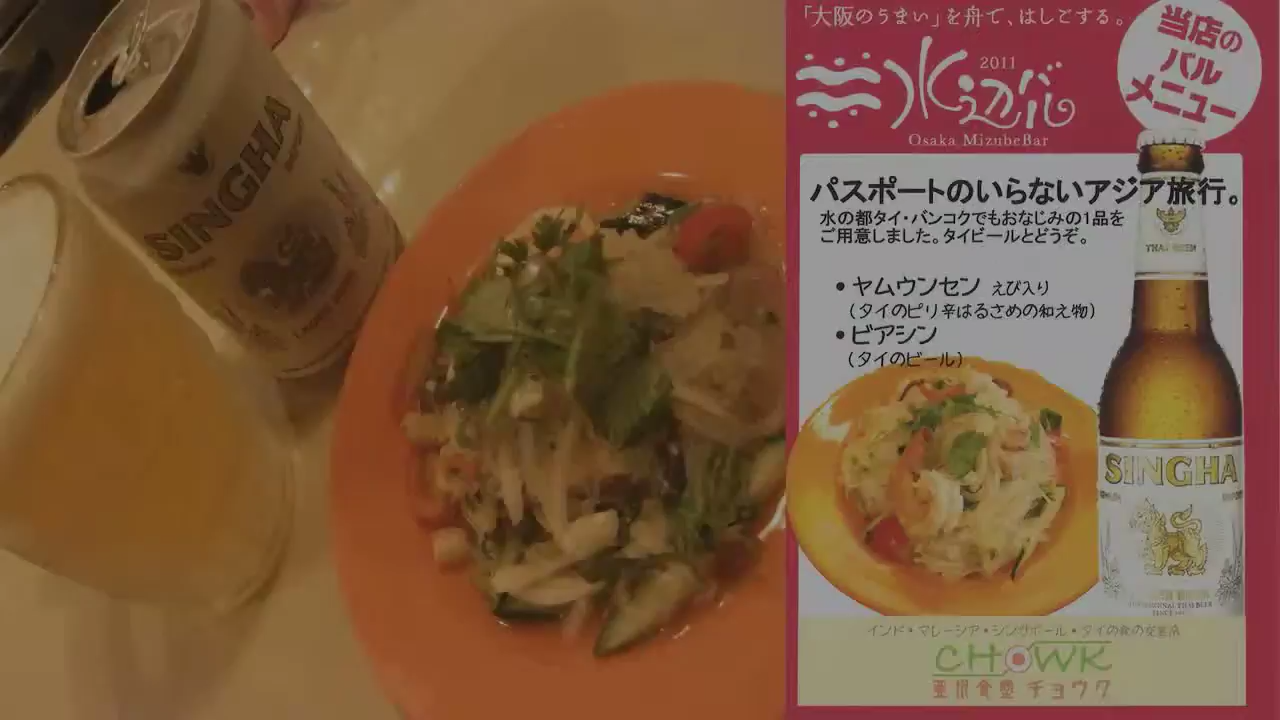 SINGHA
「大阪のうまい」を舟で、はしごする。
2011
水辺バル
Osaka MizubeBar
当店の
バル
メニュー
パスポートのいらないアジア旅行。
水の都タイ・バンコクでもおなじみの1品を
ご用意しました。タイビールとどうぞ。
• ヤムウンセン えび入り
（タイのピリ辛はるさめの和え物）
• ビアシン
（タイのビール）
THAI BEER
SINGHA
インド・マレーシア・シンガポール・タイの食の交差店
CHOWK
亜州食堂 チョウク